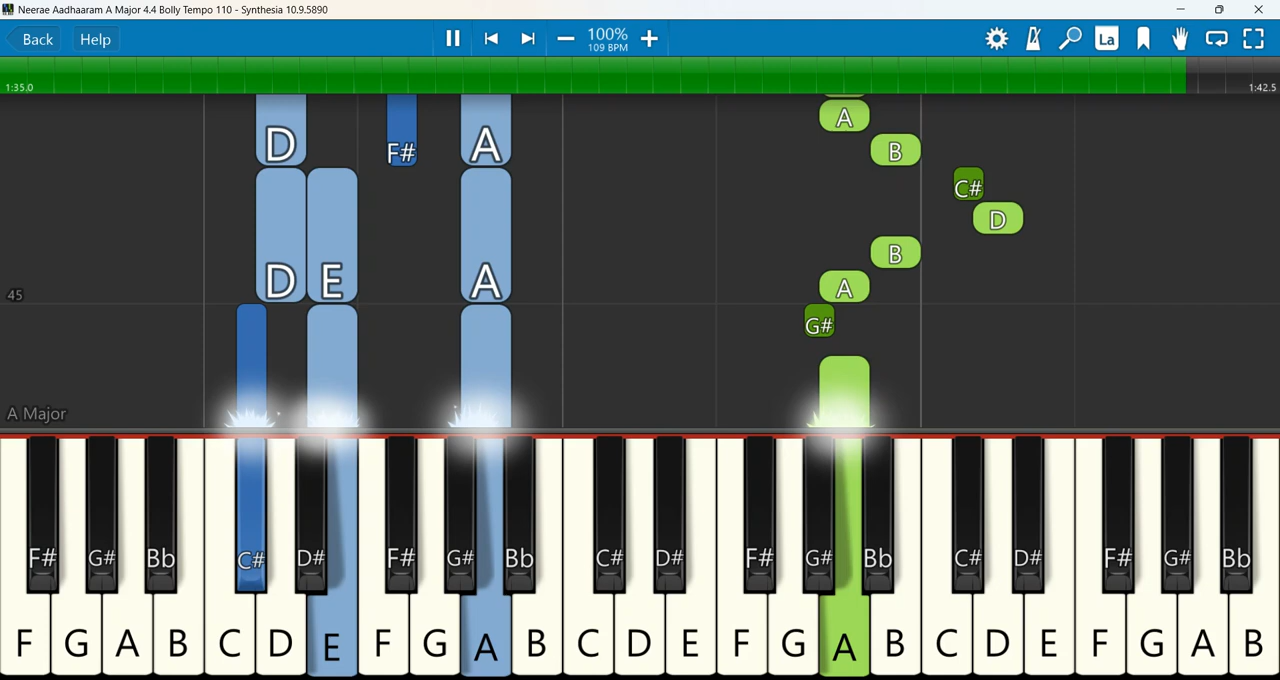 Neerae Aadhaaram A Major 4.4 Bolly Tempo 110 - Synthesia 10.9.5890
Back Help 100% La
109 BPM
1:35.0 1:42.5
A
D F# A B
C#
D
B
D E A A
45
G#
A Major
F# G# Bb C# D# F# G# Bb C# D# F# G# Bb C# D# F# G# Bb
F G A B C D E F G A B C D E F G A B C D E F G A B